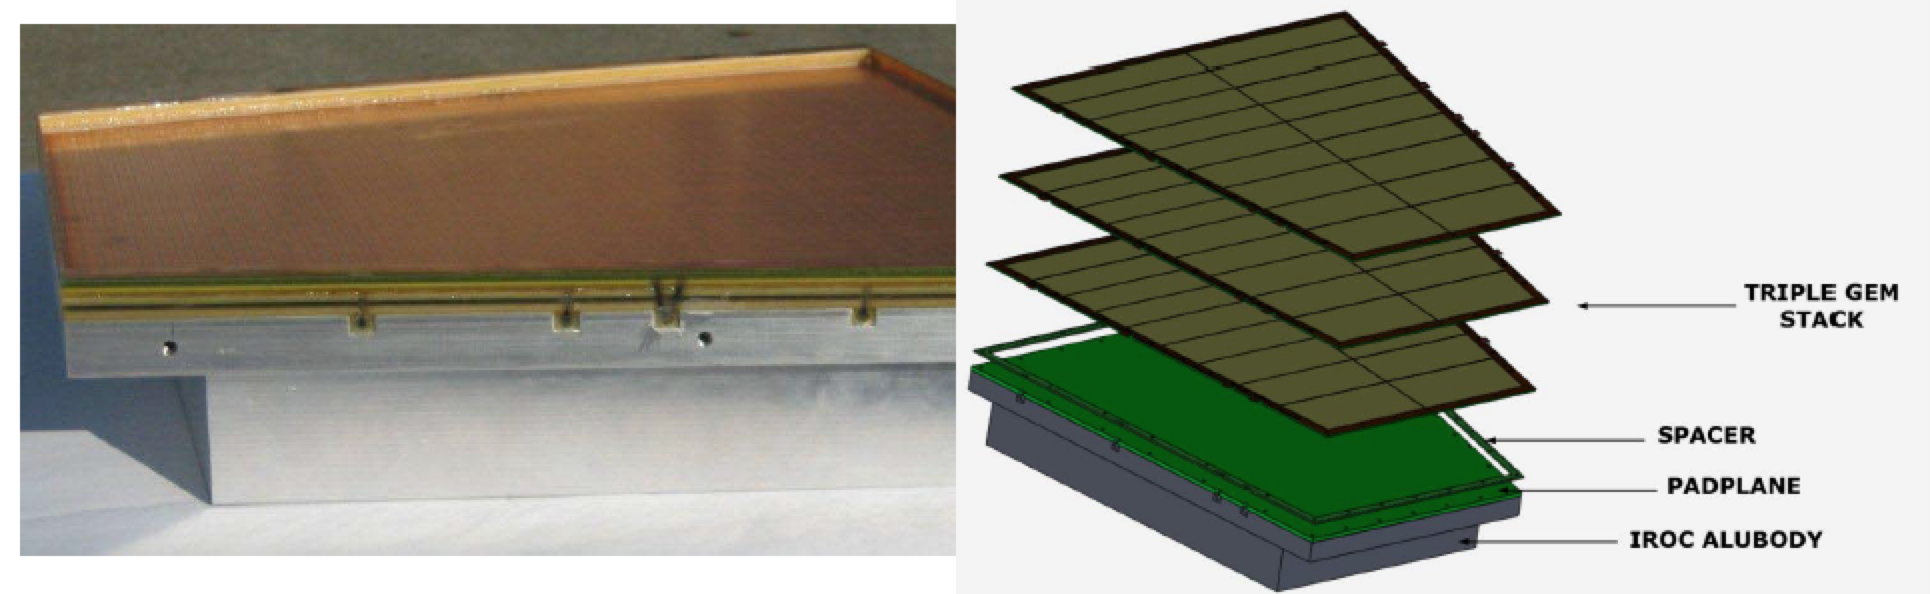 TRIPLE GEM
STACK
SPACER
PADPLANE
IROC ALUBODY